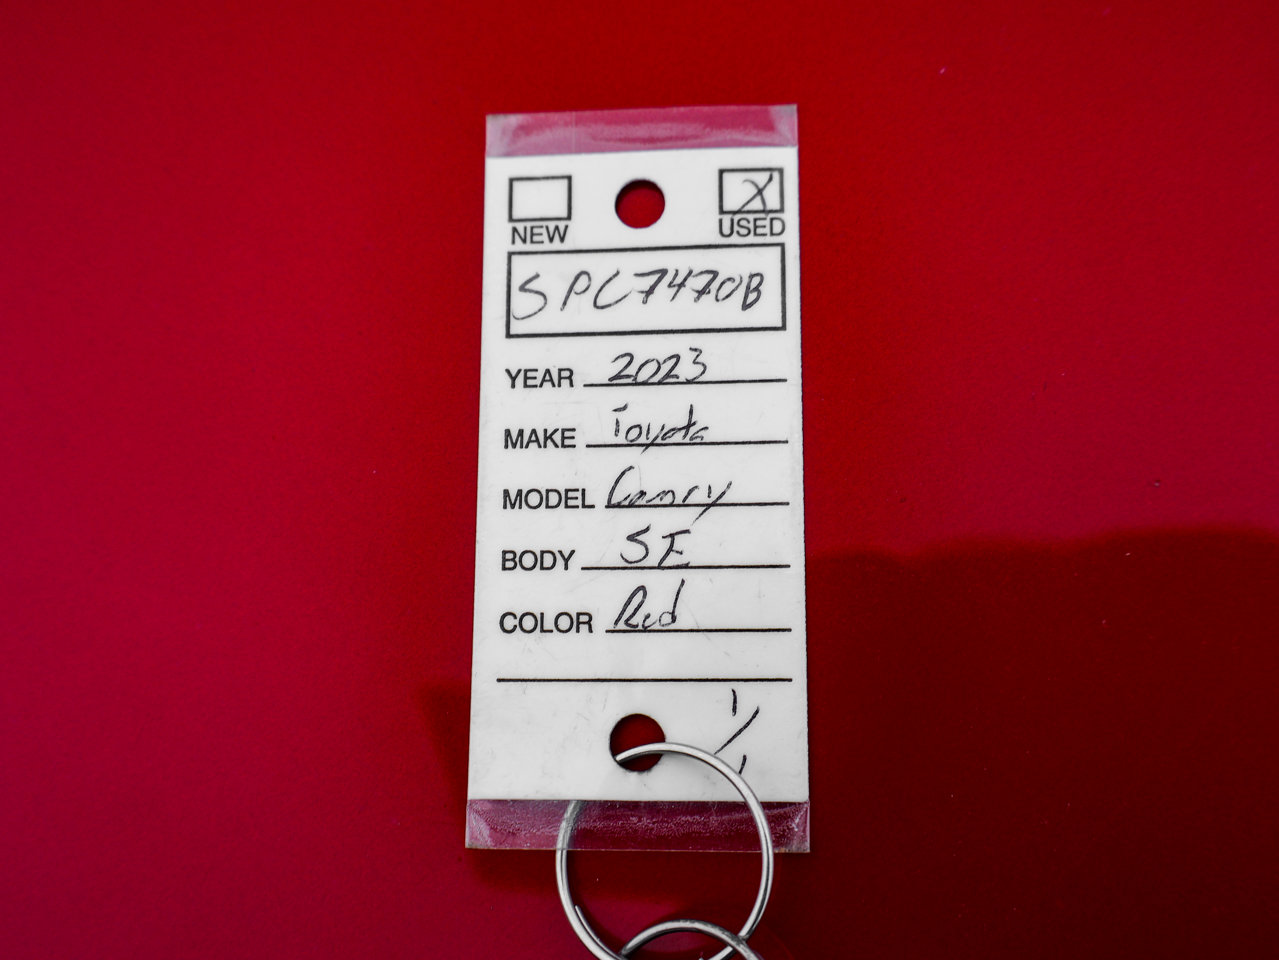 NEW
X USED
SPC7470B
YEAR 2023
MAKE Toyota
MODEL Camry
BODY SE
COLOR Red
1/1